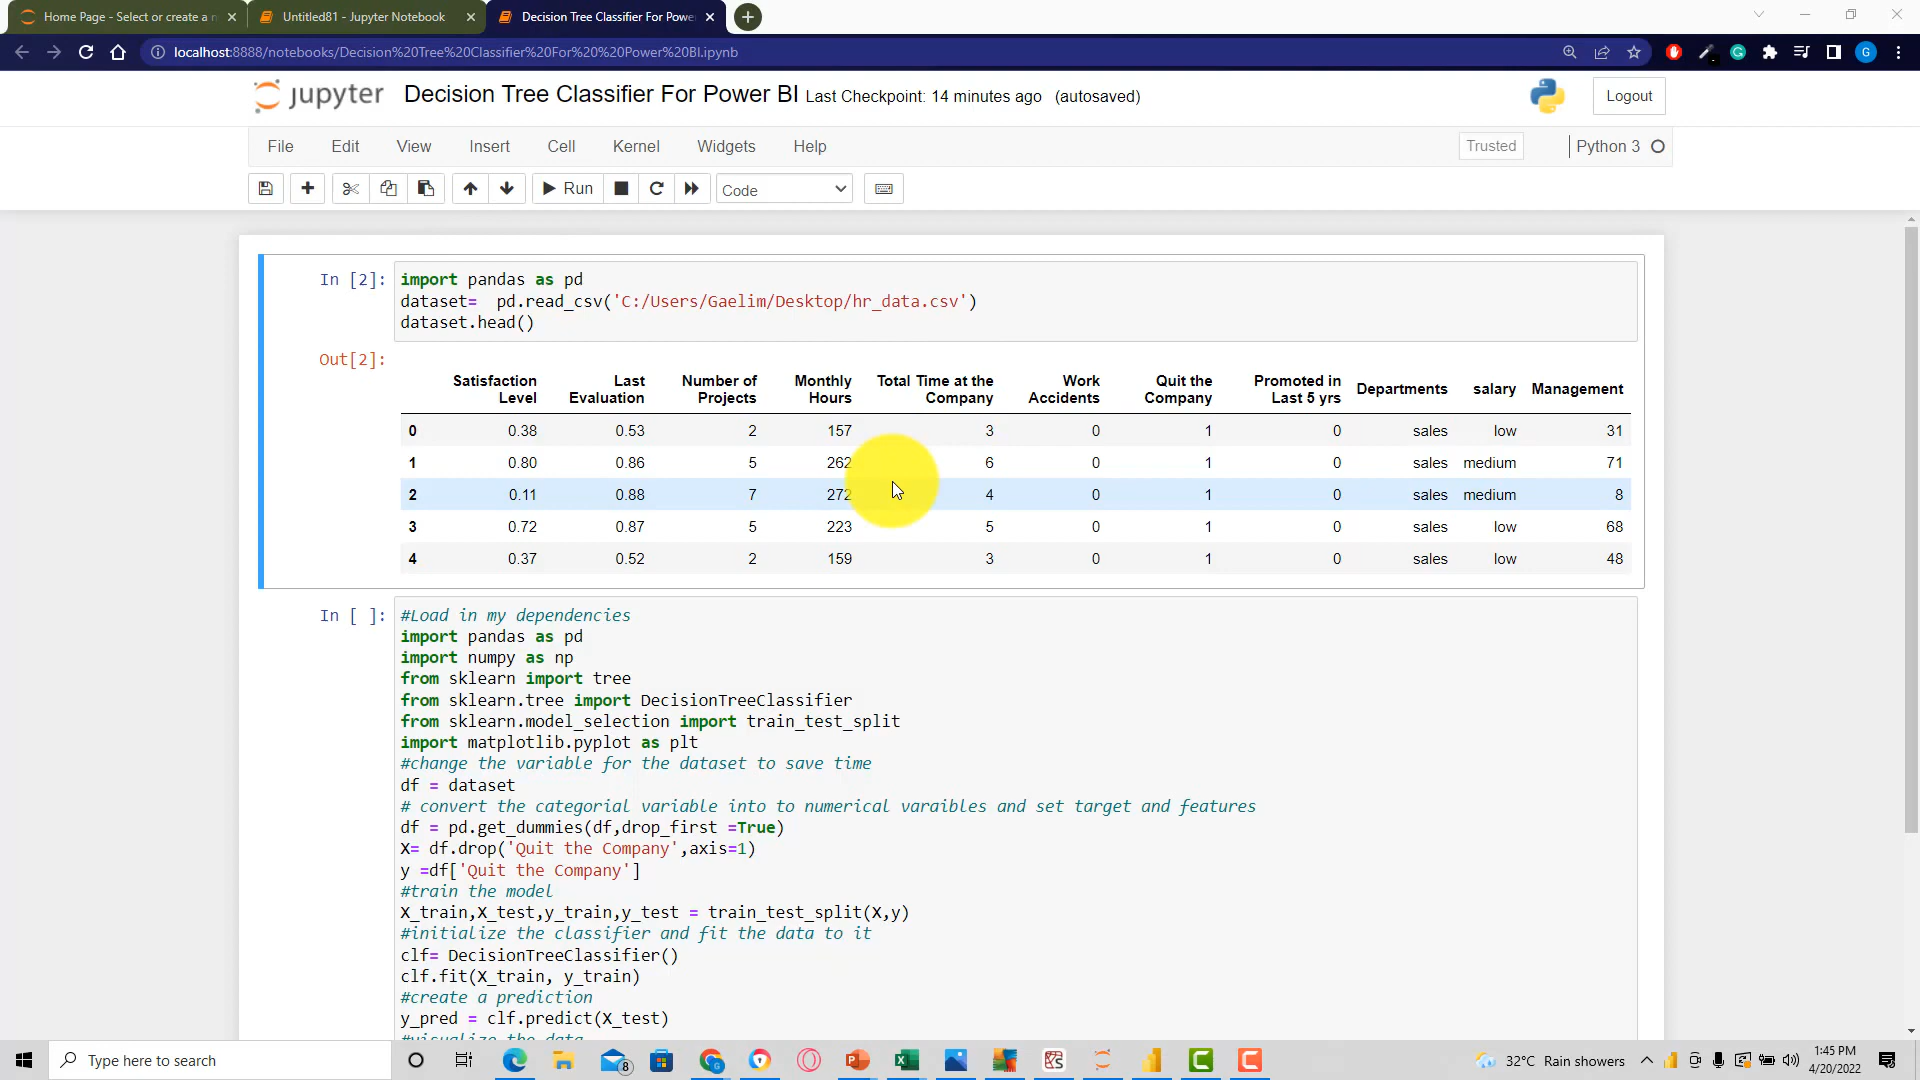 Home Page - Select or create a n
Untitled81 - Jupyter Notebook
Decision Tree Classifier For Powe
localhost:8888/notebooks/Decision%20Tree%20Classifier%20For%20%20Power%20BI.ipynb
G
jupyter Decision Tree Classifier For Power BI Last Checkpoint: 14 minutes ago (autosaved)
Logout
File Edit View Insert Cell Kernel Widgets Help
Trusted Python 3
Run Code
In [2]: import pandas as pd
dataset=  pd.read_csv('C:/Users/Gaelim/Desktop/hr_data.csv')
dataset.head()
Out[2]:
Satisfaction Level Last Evaluation Number of Projects Monthly Hours Total Time at the Company Work Accidents Quit the Company Promoted in Last 5 yrs Departments salary Management
0 0.38 0.53 2 157 3 0 1 0 sales low 31
1 0.80 0.86 5 262 6 0 1 0 sales medium 71
2 0.11 0.88 7 272 4 0 1 0 sales medium 8
3 0.72 0.87 5 223 5 0 1 0 sales low 68
4 0.37 0.52 2 159 3 0 1 0 sales low 48
In [ ]: #Load in my dependencies
import pandas as pd
import numpy as np
from sklearn import tree
from sklearn.tree import DecisionTreeClassifier
from sklearn.model_selection import train_test_split
import matplotlib.pyplot as plt
#change the variable for the dataset to save time
df = dataset
# convert the categorial variable into to numerical varaibles and set target and features
df = pd.get_dummies(df,drop_first =True)
X= df.drop('Quit the Company',axis=1)
y =df['Quit the Company']
#train the model
X_train,X_test,y_train,y_test = train_test_split(X,y)
#initialize the classifier and fit the data to it
clf= DecisionTreeClassifier()
clf.fit(X_train, y_train)
#create a prediction
y_pred = clf.predict(X_test)
#visualize the data
Type here to search
8
32°C Rain showers
1:45 PM
4/20/2022